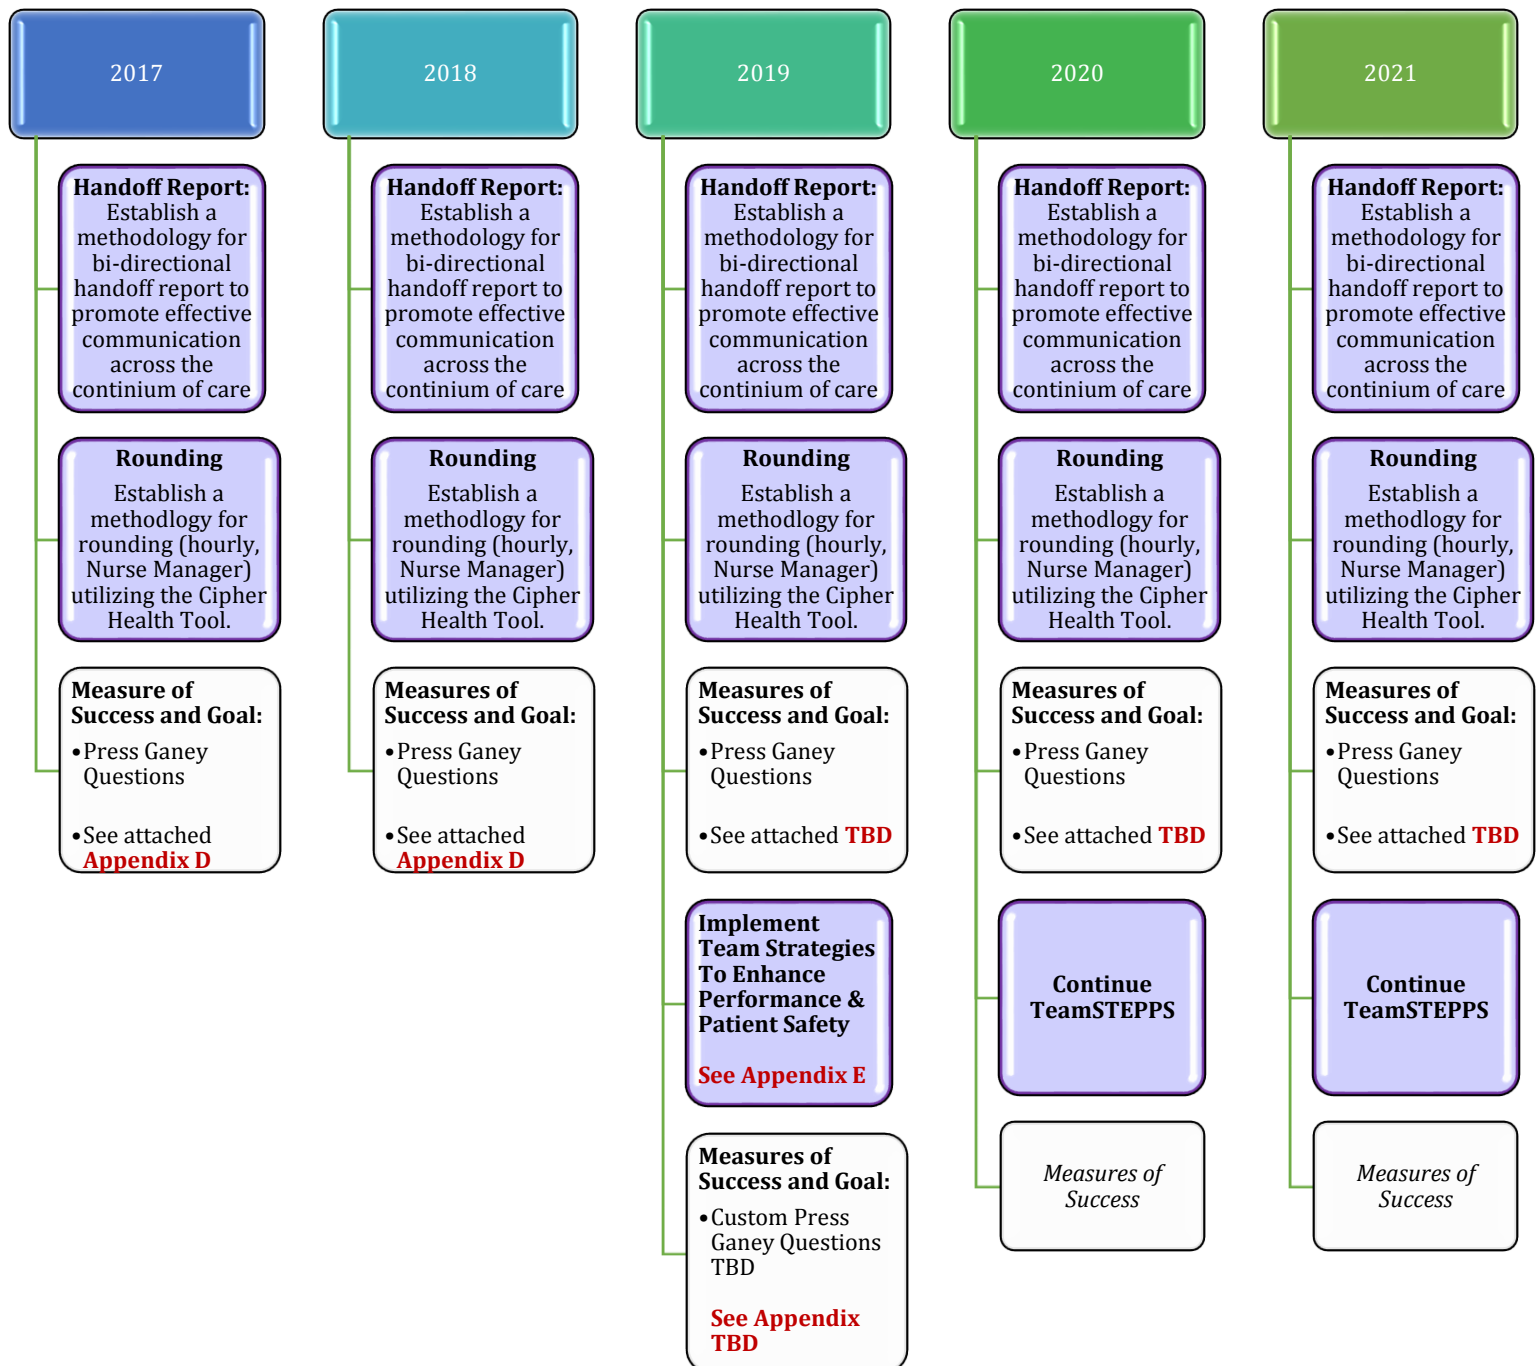 2017
Handoff Report:
Establish a
methodology for
bi-directional
handoff report to
promote effective
communication
across the
continium of care
Rounding
Establish a
methodlogy for
rounding (hourly,
Nurse Manager)
utilizing the Cipher
Health Tool.
Measure of
Success and Goal:
•Press Ganey
Questions
•See attached
Appendix D
2018
Handoff Report:
Establish a
methodology for
bi-directional
handoff report to
promote effective
communication
across the
continium of care
Rounding
Establish a
methodlogy for
rounding (hourly,
Nurse Manager)
utilizing the Cipher
Health Tool.
Measures of
Success and Goal:
•Press Ganey
Questions
•See attached
Appendix D
2019
Handoff Report:
Establish a
methodology for
bi-directional
handoff report to
promote effective
communication
across the
continium of care
Rounding
Establish a
methodlogy for
rounding (hourly,
Nurse Manager)
utilizing the Cipher
Health Tool.
Measures of
Success and Goal:
•Press Ganey
Questions
•See attached TBD
Implement
Team Strategies
To Enhance
Performance &
Patient Safety
See Appendix E
Measures of
Success and Goal:
•Custom Press
Ganey Questions
TBD
See Appendix
TBD
2020
Handoff Report:
Establish a
methodology for
bi-directional
handoff report to
promote effective
communication
across the
continium of care
Rounding
Establish a
methodlogy for
rounding (hourly,
Nurse Manager)
utilizing the Cipher
Health Tool.
Measures of
Success and Goal:
•Press Ganey
Questions
•See attached TBD
Continue
TeamSTEPPS
Measures of
Success
2021
Handoff Report:
Establish a
methodology for
bi-directional
handoff report to
promote effective
communication
across the
continium of care
Rounding
Establish a
methodlogy for
rounding (hourly,
Nurse Manager)
utilizing the Cipher
Health Tool.
Measures of
Success and Goal:
•Press Ganey
Questions
•See attached TBD
Continue
TeamSTEPPS
Measures of
Success